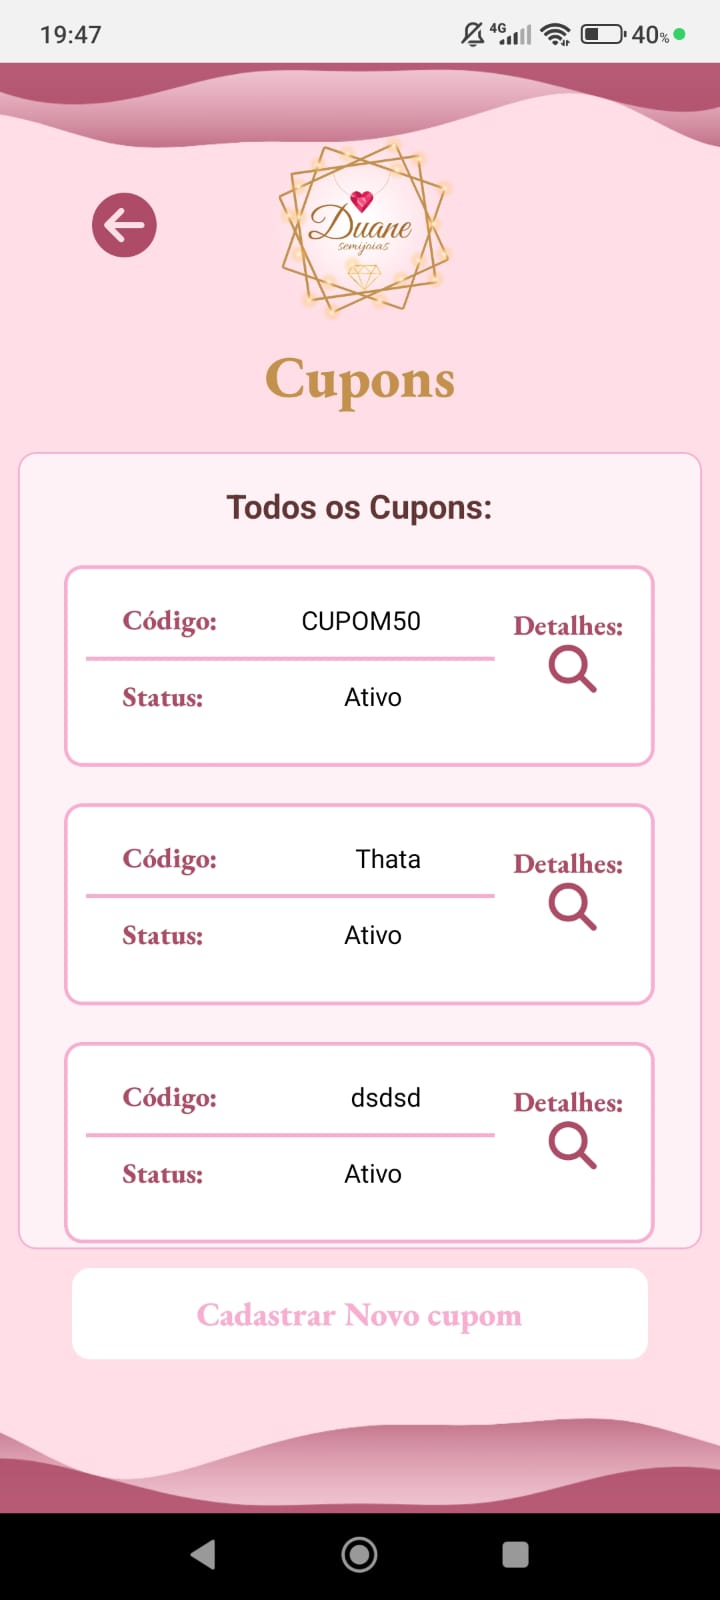 19:47
4G
40%
Duane
semijoias
Cupons
Todos os Cupons:
Código: CUPOM50
Detalhes:
Status: Ativo
Código: Thata
Detalhes:
Status: Ativo
Código: dsdsd
Detalhes:
Status: Ativo
Cadastrar Novo cupom